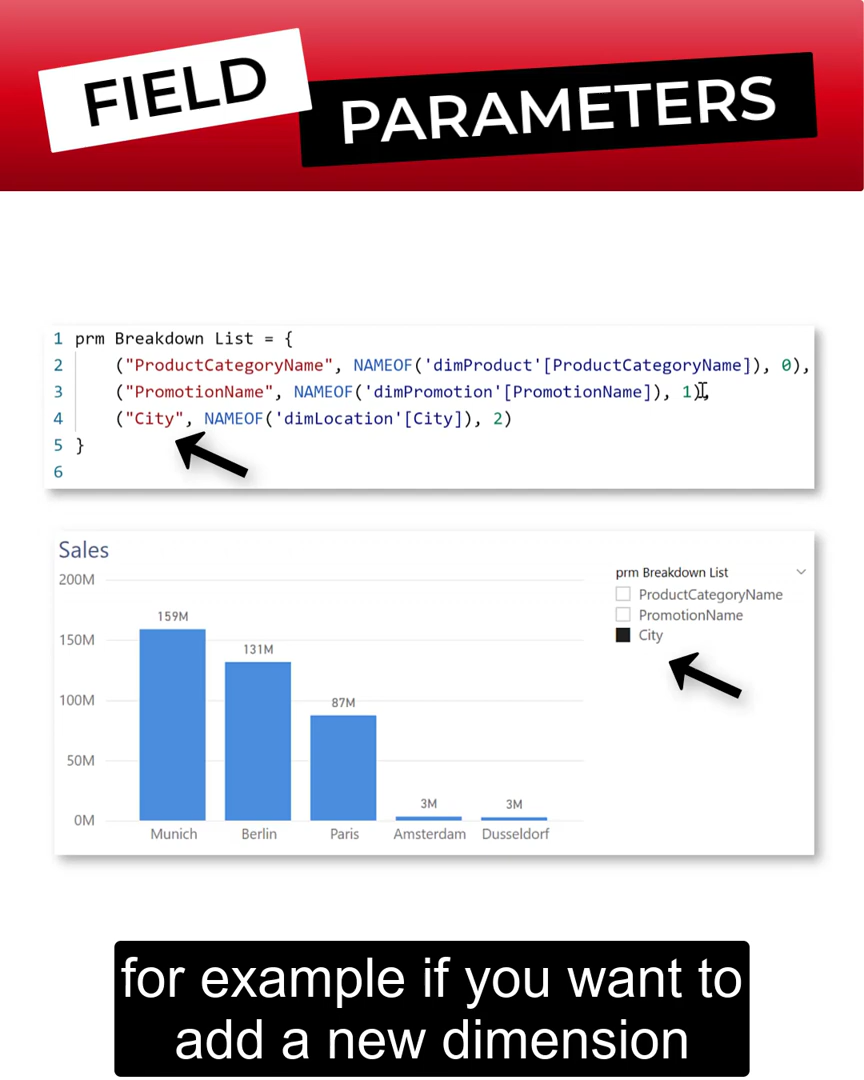 FIELD
PARAMETERS
1 prm Breakdown List = {
2 ("ProductCategoryName", NAMEOF('dimProduct'[ProductCategoryName]), 0),
3 ("PromotionName", NAMEOF('dimPromotion'[PromotionName]), 1),
4 ("City", NAMEOF('dimLocation'[City]), 2)
5 }
6
Sales
200M
150M
100M
50M
0M
159M
131M
87M
3M
3M
Munich Berlin Paris Amsterdam Dusseldorf
prm Breakdown List
ProductCategoryName
PromotionName
City
for example if you want to
add a new dimension